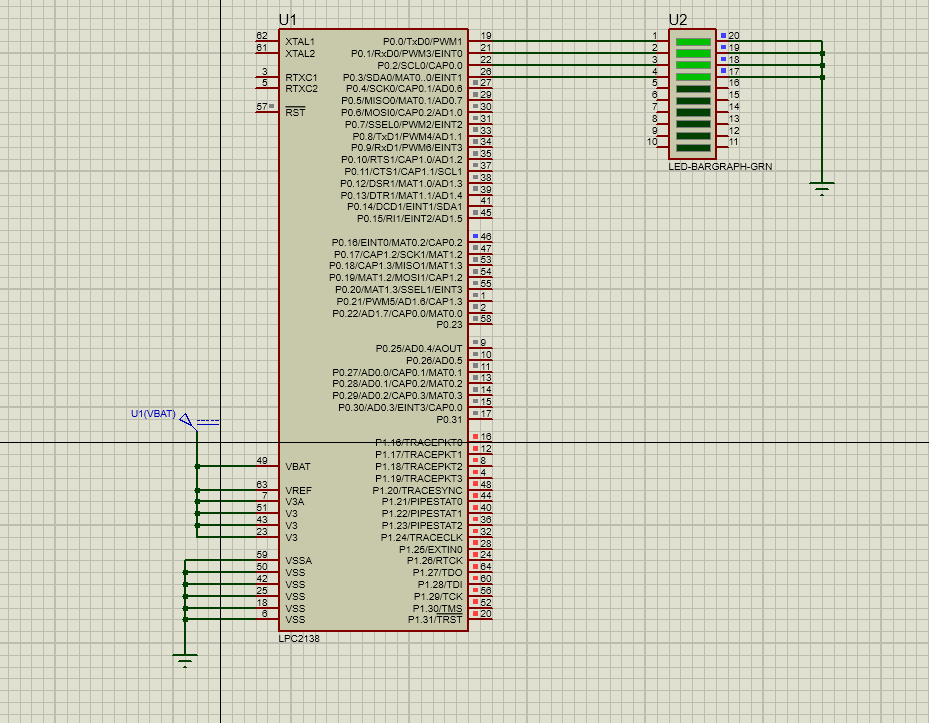 U1
62 XTAL1
61 XTAL2
3 RTXC1
5 RTXC2
57 RST
P0.0/TxD0/PWM1 19
P0.1/RxD0/PWM3/EINT0 21
P0.2/SCL0/CAP0.0 22
P0.3/SDA0/MAT0..0/EINT1 26
P0.4/SCK0/CAP0.1/AD0.6 27
P0.5/MISO0/MAT0.1/AD0.7 29
P0.6/MOSI0/CAP0.2/AD1.0 30
P0.7/SSEL0/PWM2/EINT2 31
P0.8/TxD1/PWM4/AD1.1 33
P0.9/RxD1/PWM6/EINT3 34
P0.10/RTS1/CAP1.0/AD1.2 35
P0.11/CTS1/CAP1.1/SCL1 37
P0.12/DSR1/MAT1.0/AD1.3 38
P0.13/DTR1/MAT1.1/AD1.4 39
P0.14/DCD1/EINT1/SDA1 41
P0.15/RI1/EINT2/AD1.5 45
P0.16/EINT0/MAT0.2/CAP0.2 46
P0.17/CAP1.2/SCK1/MAT1.2 47
P0.18/CAP1.3/MISO1/MAT1.3 53
P0.19/MAT1.2/MOSI1/CAP1.2 54
P0.20/MAT1.3/SSEL1/EINT3 55
P0.21/PWM5/AD1.6/CAP1.3 1
P0.22/AD1.7/CAP0.0/MAT0.0 2
P0.23 58
P0.25/AD0.4/AOUT 9
P0.26/AD0.5 10
P0.27/AD0.0/CAP0.1/MAT0.1 11
P0.28/AD0.1/CAP0.2/MAT0.2 13
P0.29/AD0.2/CAP0.3/MAT0.3 14
P0.30/AD0.3/EINT3/CAP0.0 15
P0.31 17
P1.16/TRACEPKT0 16
P1.17/TRACEPKT1 12
P1.18/TRACEPKT2 8
P1.19/TRACEPKT3 4
P1.20/TRACESYNC 48
P1.21/PIPESTAT0 44
P1.22/PIPESTAT1 40
P1.23/PIPESTAT2 36
P1.24/TRACECLK 32
P1.25/EXTIN0 28
P1.26/RTCK 24
P1.27/TDO 64
P1.28/TDI 60
P1.29/TCK 56
P1.30/TMS 52
P1.31/TRST 20
U1(VBAT)
49 VBAT
63 VREF
7 V3A
51 V3
43 V3
23 V3
59 VSSA
50 VSS
42 VSS
25 VSS
18 VSS
6 VSS
LPC2138
U2
1 20
2 19
3 18
4 17
5 16
6 15
7 14
8 13
9 12
10 11
LED-BARGRAPH-GRN